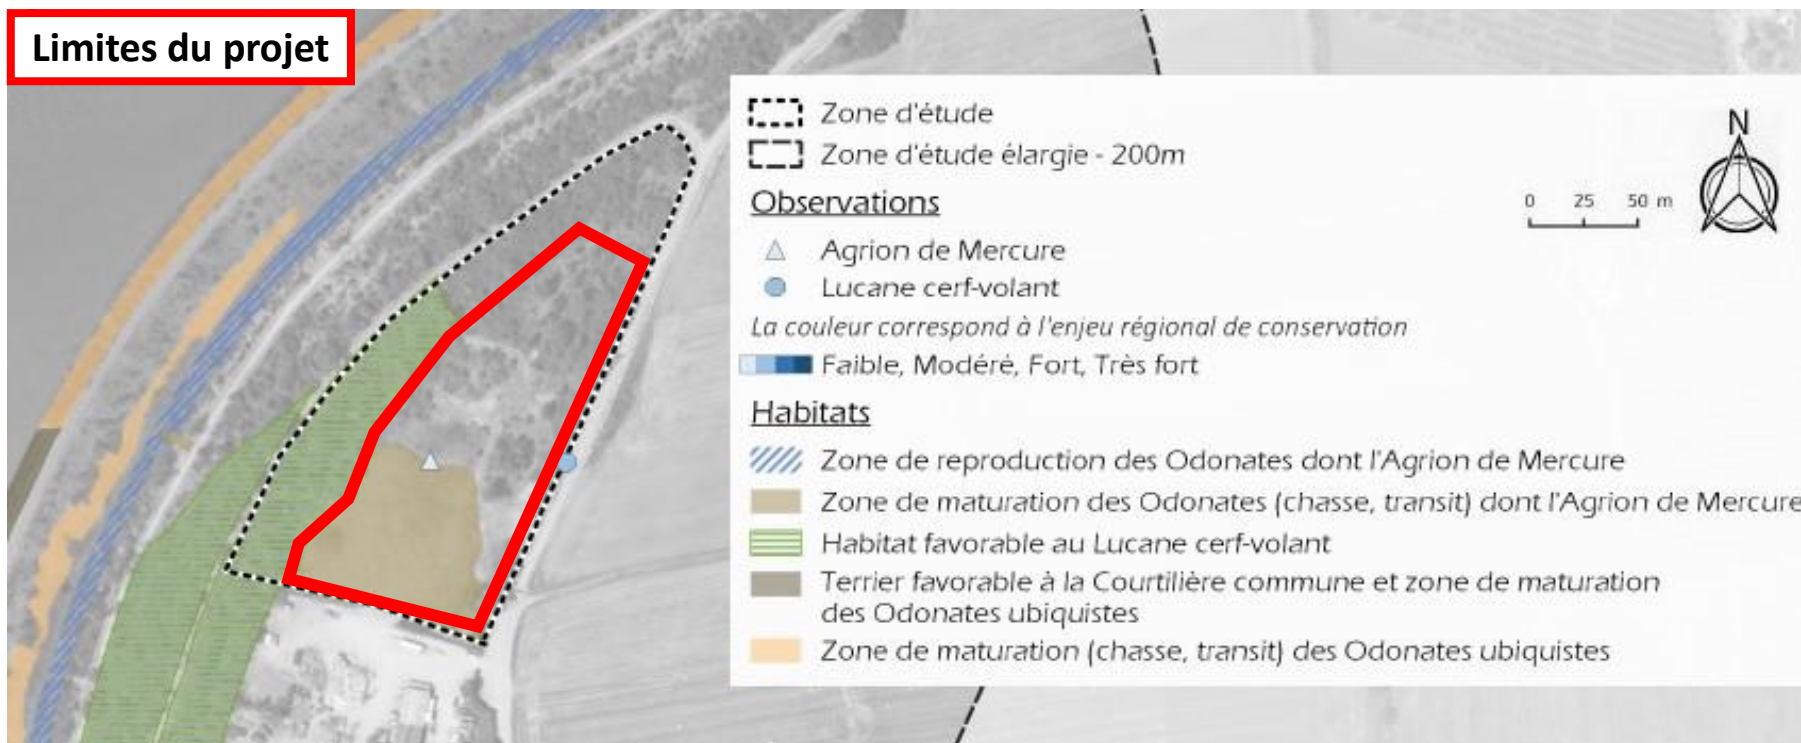 Limites du projet
Zone d'étude
Zone d'étude élargie - 200m
Observations
Agrion de Mercure
Lucane cerf-volant
La couleur correspond à l'enjeu régional de conservation
Faible, Modéré, Fort, Très fort
Habitats
Zone de reproduction des Odonates dont l'Agrion de Mercure
Zone de maturation des Odonates (chasse, transit) dont l'Agrion de Mercure
Habitat favorable au Lucane cerf-volant
Terrier favorable à la Courtilière commune et zone de maturation
des Odonates ubiquistes
Zone de maturation (chasse, transit) des Odonates ubiquistes
0 25 50 m
N